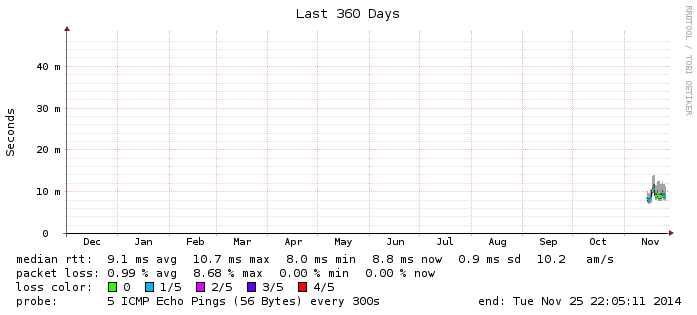 Last 360 Days
RRDTOOL / TOBI OETIKER
Seconds
40 m
30 m
20 m
10 m
0
Dec Jan Feb Mar Apr May Jun Jul Aug Sep Oct Nov
median rtt: 9.1 ms avg 10.7 ms max 8.0 ms min 8.8 ms now 0.9 ms sd 10.2 am/s
packet loss: 0.99 % avg 8.68 % max 0.00 % min 0.00 % now
loss color: 0 1/5 2/5 3/5 4/5
probe: 5 ICMP Echo Pings (56 Bytes) every 300s end: Tue Nov 25 22:05:11 2014